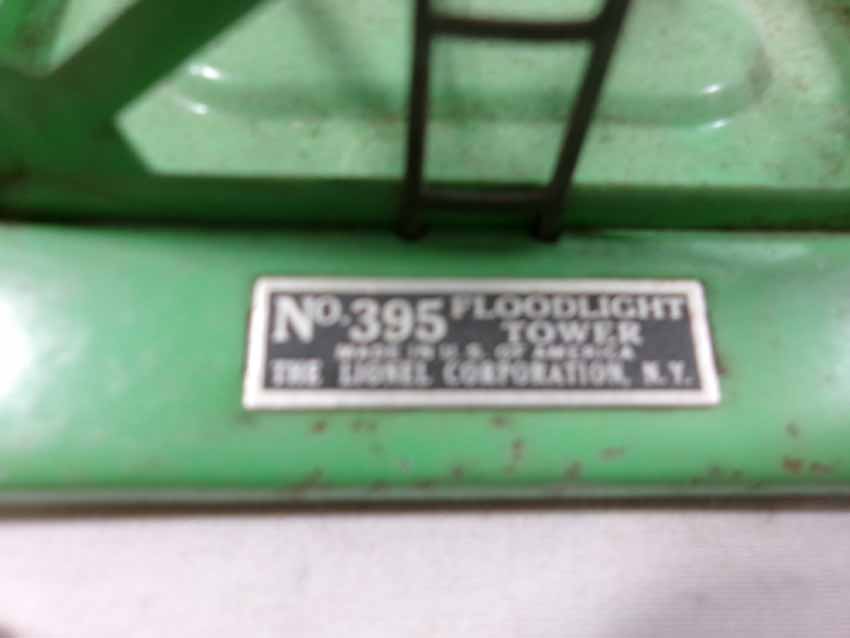 No. 395 FLOODLIGHT
TOWER
MADE IN U.S. OF AMERICA
THE LIONEL CORPORATION, N.Y.